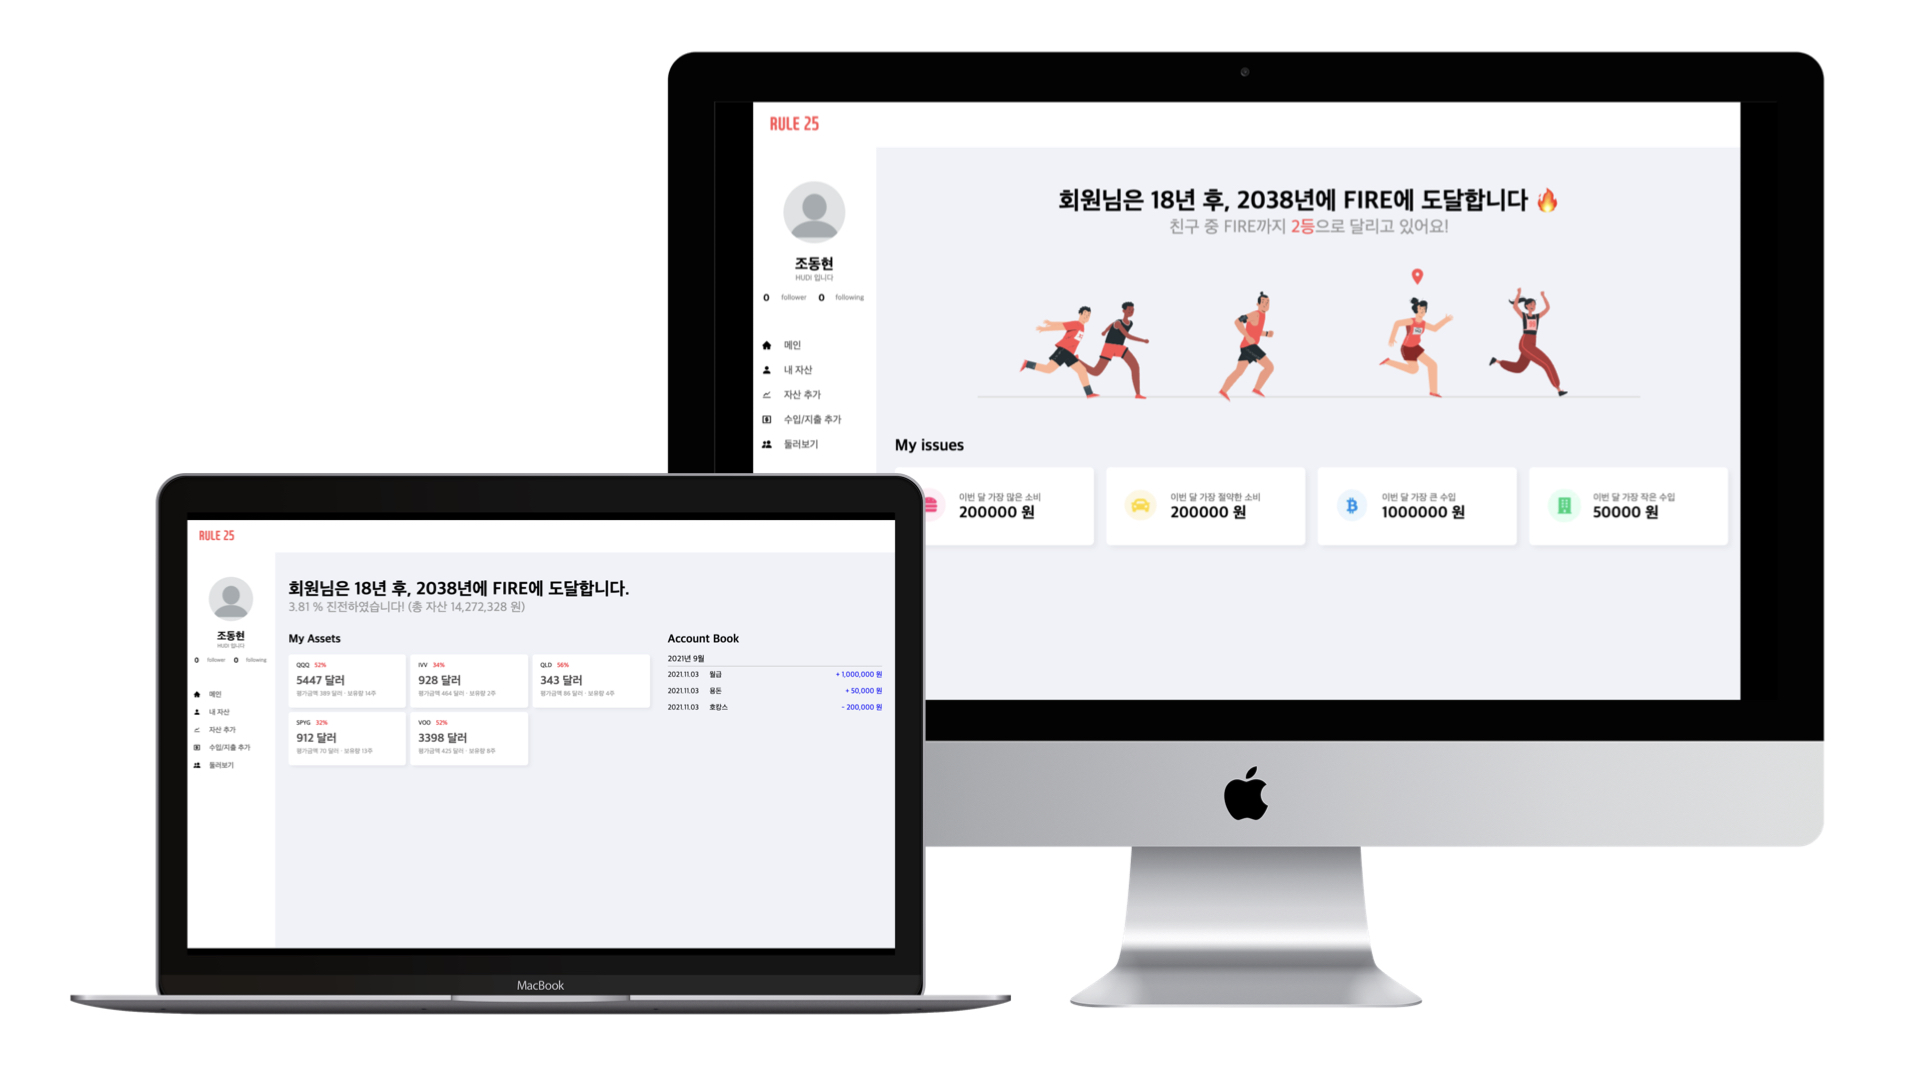 RULE 25
조동현
HUDI 입니다
0 follower 0 following
메인
내 자산
자산 추가
수입/지출 추가
둘러보기
회원님은 18년 후, 2038년에 FIRE에 도달합니다 🔥
친구 중 FIRE까지 2등으로 달리고 있어요!
My issues
이번 달 가장 많은 소비
200000 원
이번 달 가장 절약한 소비
200000 원
이번 달 가장 큰 수입
1000000 원
이번 달 가장 작은 수입
50000 원
RULE 25
조동현
HUDI 입니다
0 follower 0 following
메인
내 자산
자산 추가
수입/지출 추가
둘러보기
회원님은 18년 후, 2038년에 FIRE에 도달합니다.
3.81 % 진전하였습니다! (총 자산 14,272,328 원)
My Assets
QQQ 52%
5447 달러
평가금액 389 달러 · 보유량 14주
IVV 34%
928 달러
평가금액 464 달러 · 보유량 2주
QLD 56%
343 달러
평가금액 86 달러 · 보유량 4주
SPYG 32%
912 달러
평가금액 70 달러 · 보유량 13주
VOO 52%
3398 달러
평가금액 425 달러 · 보유량 8주
Account Book
2021년 9월
2021.11.03 월급 + 1,000,000 원
2021.11.03 용돈 + 50,000 원
2021.11.03 호캉스 - 200,000 원
MacBook